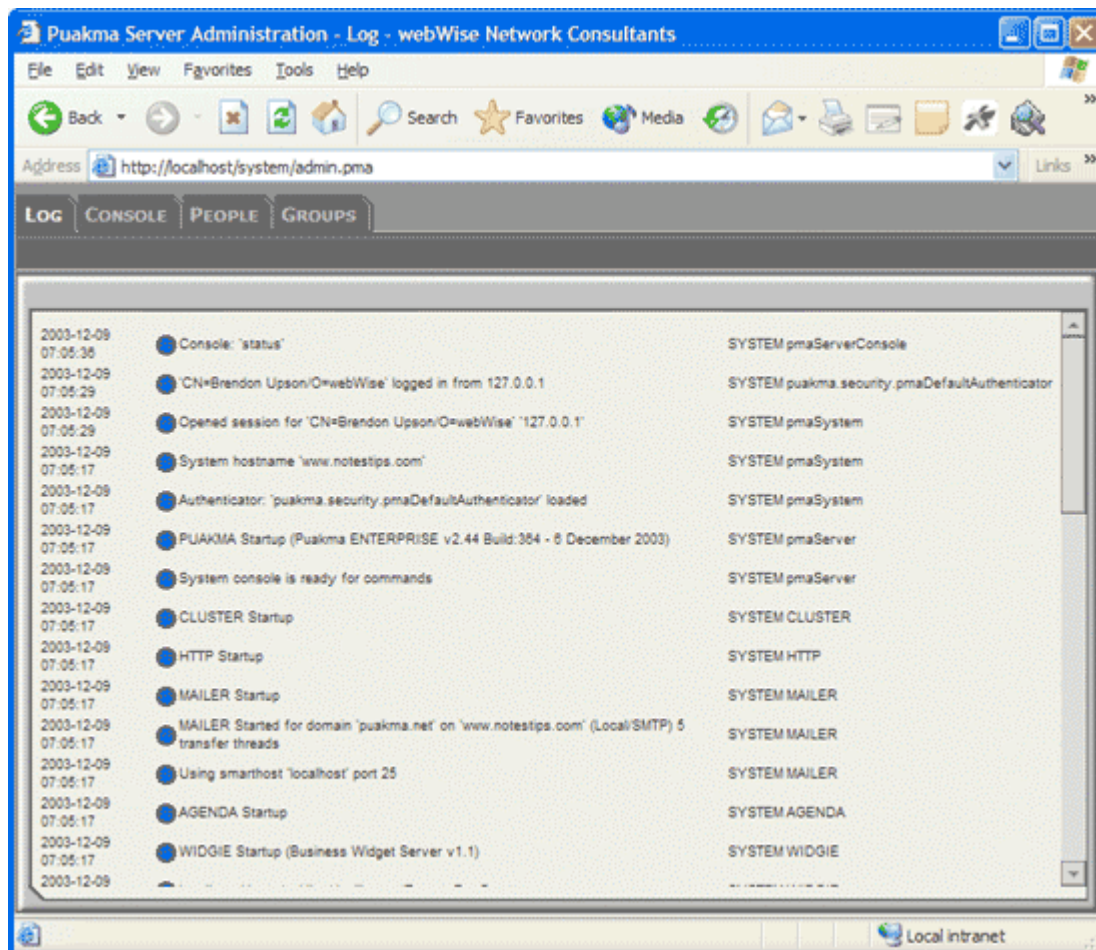 Puakma Server Administration - Log - webWise Network Consultants
File Edit View Favorites Tools Help
Back Search Favorites Media »
Address http://localhost/system/admin.pma Links »
LOG CONSOLE PEOPLE GROUPS
2003-12-09 07:05:36 Console: 'status' SYSTEM pmaServerConsole
2003-12-09 07:05:29 'CN=Brendon Upson/O=webWise' logged in from 127.0.0.1 SYSTEM puakma.security.pmaDefaultAuthenticator
2003-12-09 07:05:29 Opened session for 'CN=Brendon Upson/O=webWise' '127.0.0.1' SYSTEM pmaSystem
2003-12-09 07:05:17 System hostname 'www.notestips.com' SYSTEM pmaSystem
2003-12-09 07:05:17 Authenticator: 'puakma.security.pmaDefaultAuthenticator' loaded SYSTEM pmaSystem
2003-12-09 07:05:17 PUAKMA Startup (Puakma ENTERPRISE v2.44 Build:364 - 6 December 2003) SYSTEM pmaServer
2003-12-09 07:05:17 System console is ready for commands SYSTEM pmaServer
2003-12-09 07:05:17 CLUSTER Startup SYSTEM CLUSTER
2003-12-09 07:05:17 HTTP Startup SYSTEM HTTP
2003-12-09 07:05:17 MAILER Startup SYSTEM MAILER
2003-12-09 07:05:17 MAILER Started for domain 'puakma.net' on 'www.notestips.com' (Local/SMTP) 5 transfer threads SYSTEM MAILER
2003-12-09 07:05:17 Using smarthost 'localhost' port 25 SYSTEM MAILER
2003-12-09 07:05:17 AGENDA Startup SYSTEM AGENDA
2003-12-09 07:05:17 WIDGIE Startup (Business Widget Server v1.1) SYSTEM WIDGIE
2003-12-09
Local intranet